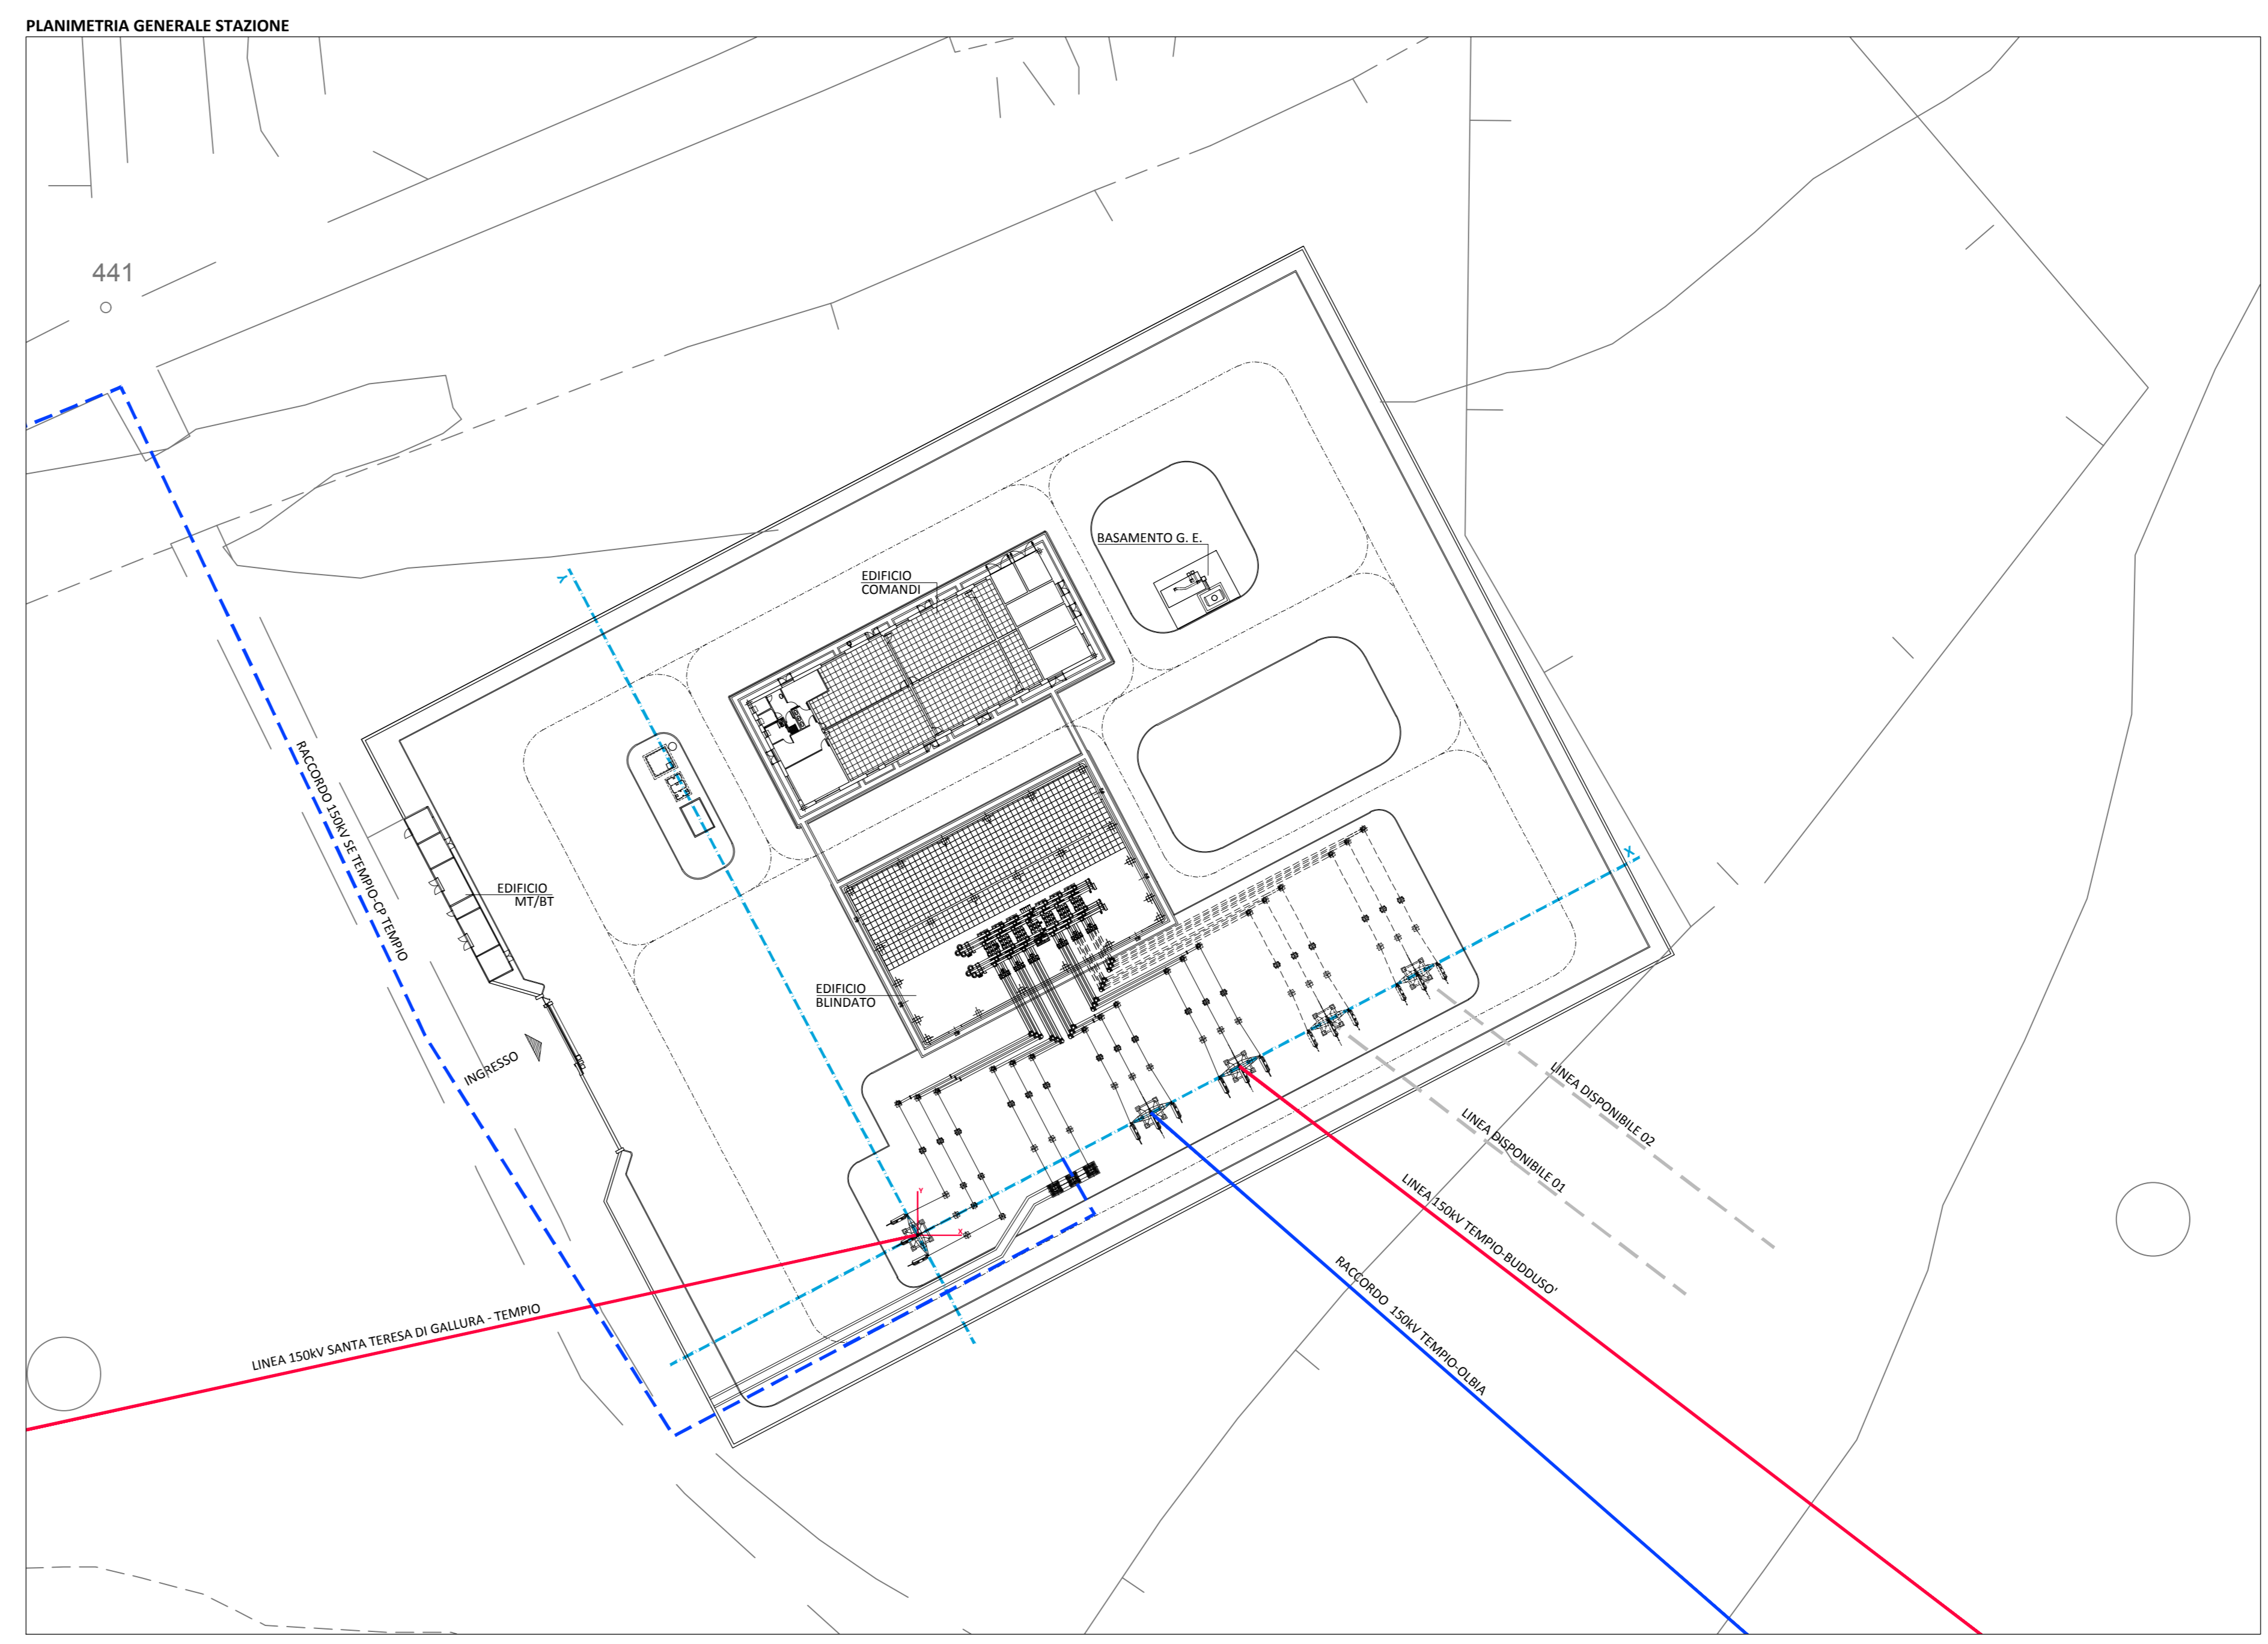 PLANIMETRIA GENERALE STAZIONE
441
BASAMENTO G. E.
EDIFICIO
COMANDI
Y
RACCORDO 150kV SE TEMPIO-CP TEMPIO
X
EDIFICIO
MT/BT
EDIFICIO
BLINDATO
INGRESSO
LINEA DISPONIBILE 02
LINEA DISPONIBILE 01
LINEA 150kV TEMPIO-BUDDUSO'
RACCORDO 150kV TEMPIO-OLBIA
Y
X
LINEA 150kV SANTA TERESA DI GALLURA - TEMPIO